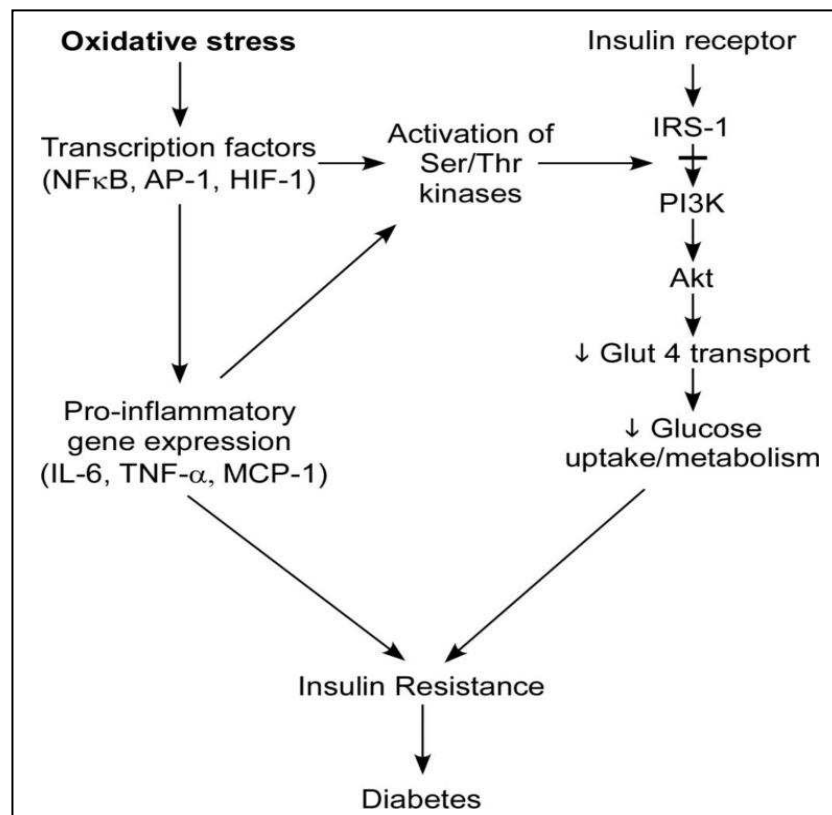 Oxidative stress
Insulin receptor
IRS-1
Transcription factors
(NFκB, AP-1, HIF-1)
Activation of
Ser/Thr
kinases
PI3K
Akt
↓ Glut 4 transport
Pro-inflammatory
gene expression
(IL-6, TNF-α, MCP-1)
↓ Glucose
uptake/metabolism
Insulin Resistance
Diabetes